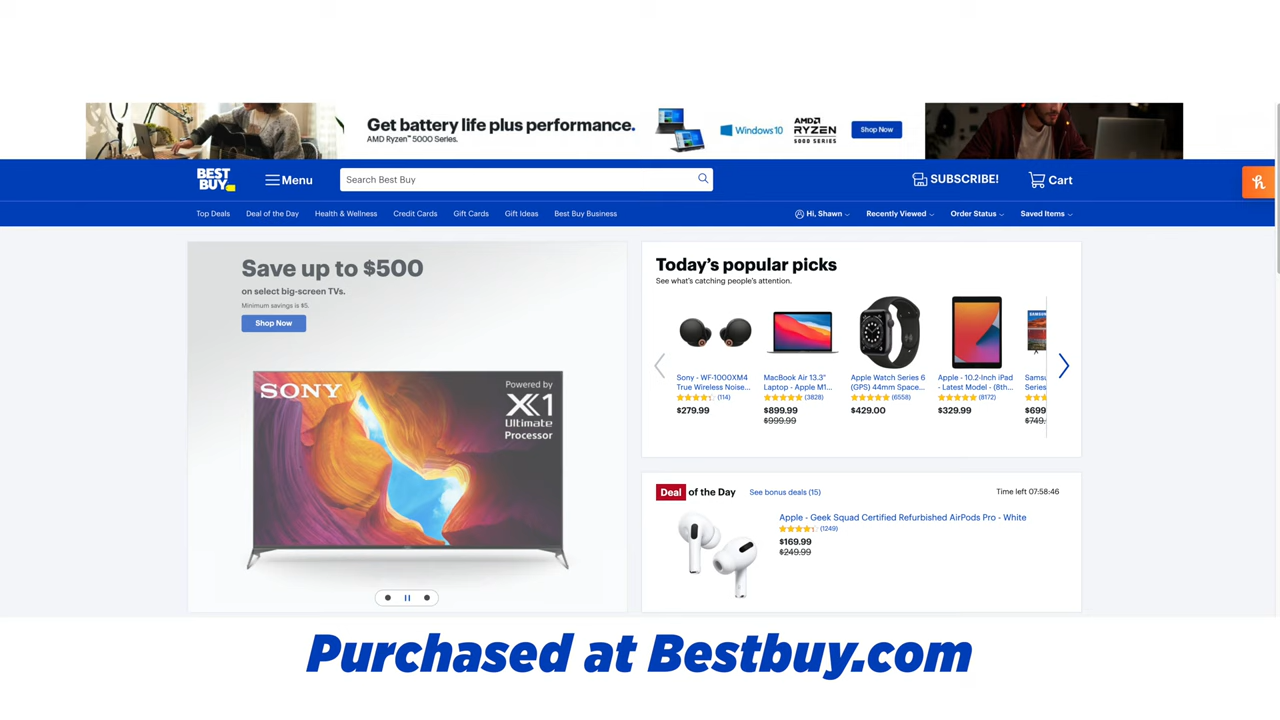 Get battery life plus performance.
AMD Ryzen™ 5000 Series.
Windows 10
AMD
RYZEN
5000 SERIES
Shop Now
BEST
BUY
Menu
Search Best Buy
SUBSCRIBE!
Cart
Top Deals
Deal of the Day
Health & Wellness
Credit Cards
Gift Cards
Gift Ideas
Best Buy Business
Hi, Shawn
Recently Viewed
Order Status
Saved Items
Save up to $500
on select big-screen TVs.
Minimum savings is $5.
Shop Now
SONY
Powered by
X1
Ultimate
Processor
Today's popular picks
See what's catching people's attention.
Sony - WF-1000XM4
True Wireless Noise...
(114)
$279.99
MacBook Air 13.3"
Laptop - Apple M1...
(3828)
$899.99
$999.99
Apple Watch Series 6
(GPS) 44mm Space...
(6558)
$429.00
Apple - 10.2-Inch iPad
- Latest Model - (8th...
(8172)
$329.99
SAMSUNG
Samsu
Series
$699
$749.
Deal of the Day
See bonus deals (15)
Time left 07:58:46
Apple - Geek Squad Certified Refurbished AirPods Pro - White
(1249)
$169.99
$249.99
Purchased at Bestbuy.com